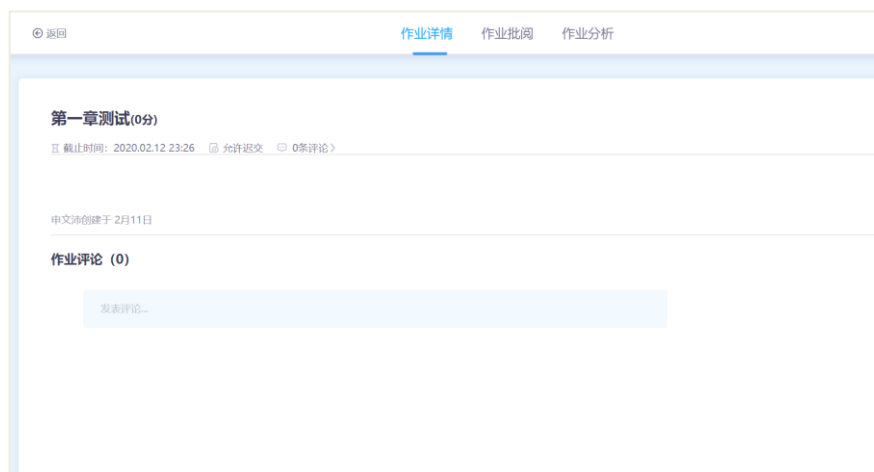 返回 作业详情 作业批阅 作业分析
第一章测试(0分)
截止时间：2020.02.12 23:26 允许迟交 0条评论
申文沛创建于 2月11日
作业评论（0）
发表评论...